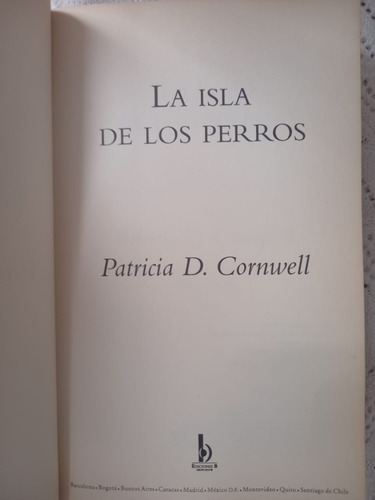 LA ISLA
DE LOS PERROS
Patricia D. Cornwell
b
EDICIONES B
Barcelona • Bogotá • Buenos Aires • Caracas • Madrid • México D.F. • Montevideo • Quito • Santiago de Chile